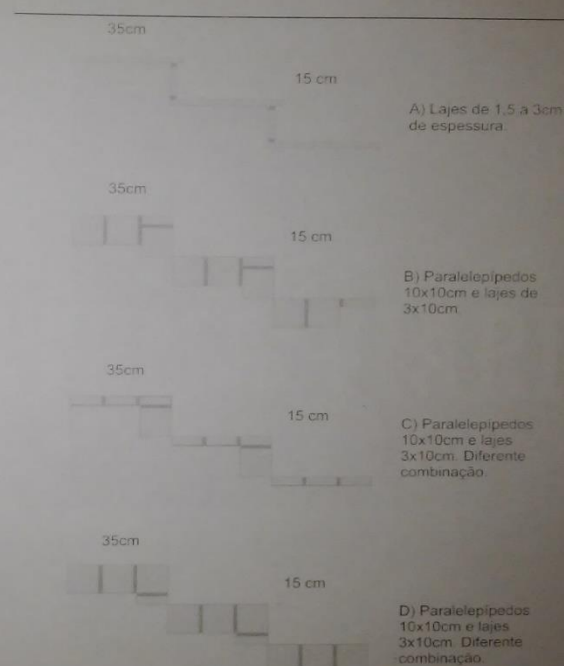 35cm
15 cm
A) Lajes de 1,5 a 3cm
de espessura.
35cm
15 cm
B) Paralelepípedos
10x10cm e lajes de
3x10cm.
35cm
15 cm
C) Paralelepípedos
10x10cm e lajes
3x10cm. Diferente
combinação.
35cm
15 cm
D) Paralelepípedos
10x10cm e lajes
3x10cm. Diferente
combinação.